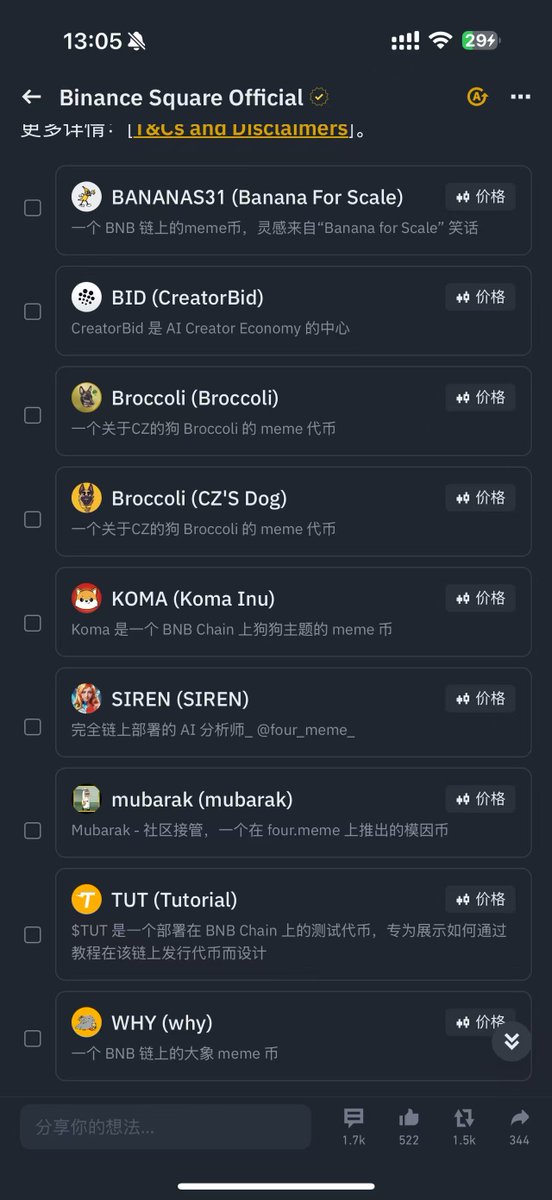 13:05
29
Binance Square Official
更多详情：[T&Cs and Disclaimers]。
BANANAS31 (Banana For Scale)
价格
一个 BNB 链上的meme币，灵感来自“Banana for Scale” 笑话
BID (CreatorBid)
价格
CreatorBid 是 AI Creator Economy 的中心
Broccoli (Broccoli)
价格
一个关于CZ的狗 Broccoli 的 meme 代币
Broccoli (CZ'S Dog)
价格
一个关于CZ的狗 Broccoli 的 meme 代币
KOMA (Koma Inu)
价格
Koma 是一个 BNB Chain 上狗狗主题的 meme 币
SIREN (SIREN)
价格
完全链上部署的 AI 分析师_ @four_meme_
mubarak (mubarak)
价格
Mubarak - 社区接管，一个在 four.meme 上推出的模因币
TUT (Tutorial)
价格
$TUT 是一个部署在 BNB Chain 上的测试代币，专为展示如何通过
教程在该链上发行代币而设计
WHY (why)
价格
一个 BNB 链上的大象 meme 币
分享你的想法...
1.7k
522
1.5k
344